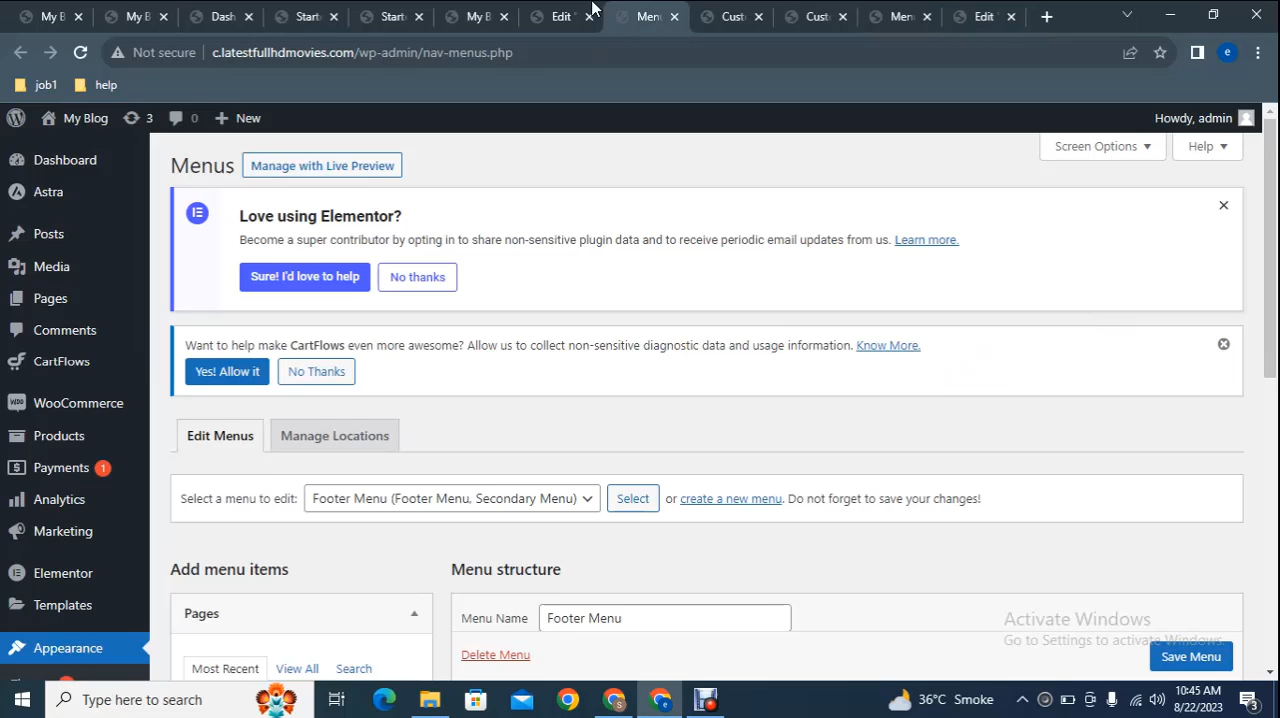 My B
My B
Dash
Starte
Starte
My B
Edit "
Menu
Custo
Custo
Menu
Edit "
Not secure
c.latestfullhdmovies.com/wp-admin/nav-menus.php
e
job1
help
My Blog
3
0
New
Howdy, admin
Dashboard
Astra
Posts
Media
Pages
Comments
CartFlows
WooCommerce
Products
Payments 1
Analytics
Marketing
Elementor
Templates
Appearance
Menus
Manage with Live Preview
Screen Options
Help
Love using Elementor?
Become a super contributor by opting in to share non-sensitive plugin data and to receive periodic email updates from us. Learn more.
Sure! I'd love to help
No thanks
Want to help make CartFlows even more awesome? Allow us to collect non-sensitive diagnostic data and usage information. Know More.
Yes! Allow it
No Thanks
Edit Menus
Manage Locations
Select a menu to edit:
Footer Menu (Footer Menu, Secondary Menu)
Select
or create a new menu. Do not forget to save your changes!
Add menu items
Menu structure
Pages
Menu Name
Footer Menu
Most Recent
View All
Search
Delete Menu
Activate Windows
Go to Settings to activate Windows.
Save Menu
Type here to search
36°C Smoke
10:45 AM
8/22/2023
3